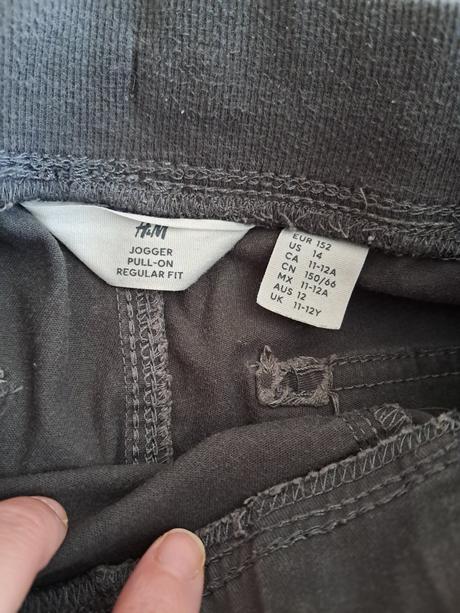 H&M
JOGGER
PULL-ON
REGULAR FIT
EUR 152
US 14
CA 11-12A
CN 150/66
MX 11-12A
AUS 12
UK 11-12Y